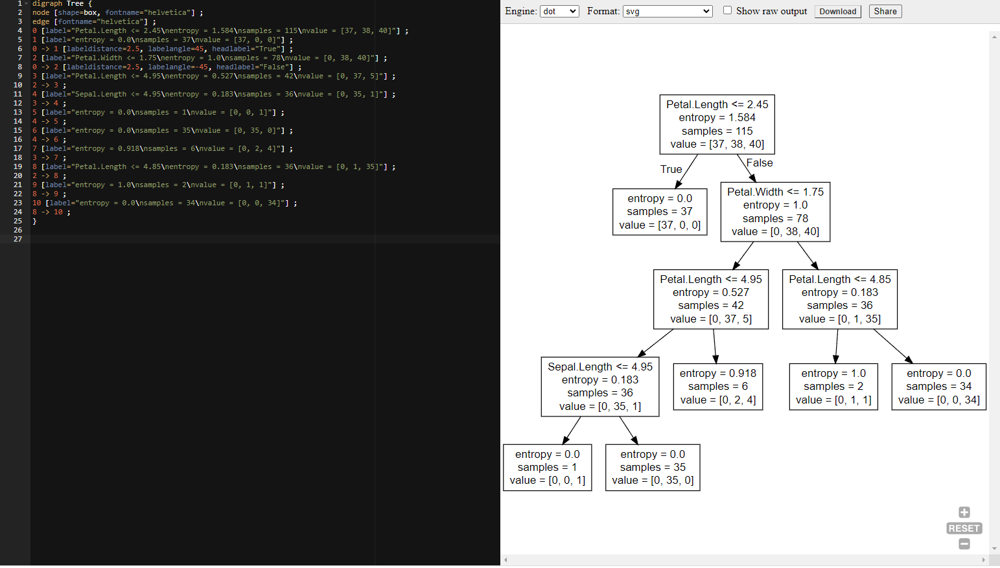 1 digraph Tree {
2 node [shape=box, fontname="helvetica"] ;
3 edge [fontname="helvetica"] ;
4 0 [label="Petal.Length <= 2.45\nentropy = 1.584\nsamples = 115\nvalue = [37, 38, 40]"] ;
5 1 [label="entropy = 0.0\nsamples = 37\nvalue = [37, 0, 0]"] ;
6 0 -> 1 [labeldistance=2.5, labelangle=45, headlabel="True"] ;
7 2 [label="Petal.Width <= 1.75\nentropy = 1.0\nsamples = 78\nvalue = [0, 38, 40]"] ;
8 0 -> 2 [labeldistance=2.5, labelangle=-45, headlabel="False"] ;
9 3 [label="Petal.Length <= 4.95\nentropy = 0.527\nsamples = 42\nvalue = [0, 37, 5]"] ;
10 2 -> 3 ;
11 4 [label="Sepal.Length <= 4.95\nentropy = 0.183\nsamples = 36\nvalue = [0, 35, 1]"] ;
12 3 -> 4 ;
13 5 [label="entropy = 0.0\nsamples = 1\nvalue = [0, 0, 1]"] ;
14 4 -> 5 ;
15 6 [label="entropy = 0.0\nsamples = 35\nvalue = [0, 35, 0]"] ;
16 4 -> 6 ;
17 7 [label="entropy = 0.918\nsamples = 6\nvalue = [0, 2, 4]"] ;
18 3 -> 7 ;
19 8 [label="Petal.Length <= 4.85\nentropy = 0.183\nsamples = 36\nvalue = [0, 1, 35]"] ;
20 2 -> 8 ;
21 9 [label="entropy = 1.0\nsamples = 2\nvalue = [0, 1, 1]"] ;
22 8 -> 9 ;
23 10 [label="entropy = 0.0\nsamples = 34\nvalue = [0, 0, 34]"] ;
24 8 -> 10 ;
25 }
26
27
Engine: dot Format: svg Show raw output Download Share
Petal.Length <= 2.45
entropy = 1.584
samples = 115
value = [37, 38, 40]
True
False
entropy = 0.0
samples = 37
value = [37, 0, 0]
Petal.Width <= 1.75
entropy = 1.0
samples = 78
value = [0, 38, 40]
Petal.Length <= 4.95
entropy = 0.527
samples = 42
value = [0, 37, 5]
Petal.Length <= 4.85
entropy = 0.183
samples = 36
value = [0, 1, 35]
Sepal.Length <= 4.95
entropy = 0.183
samples = 36
value = [0, 35, 1]
entropy = 0.918
samples = 6
value = [0, 2, 4]
entropy = 1.0
samples = 2
value = [0, 1, 1]
entropy = 0.0
samples = 34
value = [0, 0, 34]
entropy = 0.0
samples = 1
value = [0, 0, 1]
entropy = 0.0
samples = 35
value = [0, 35, 0]
RESET